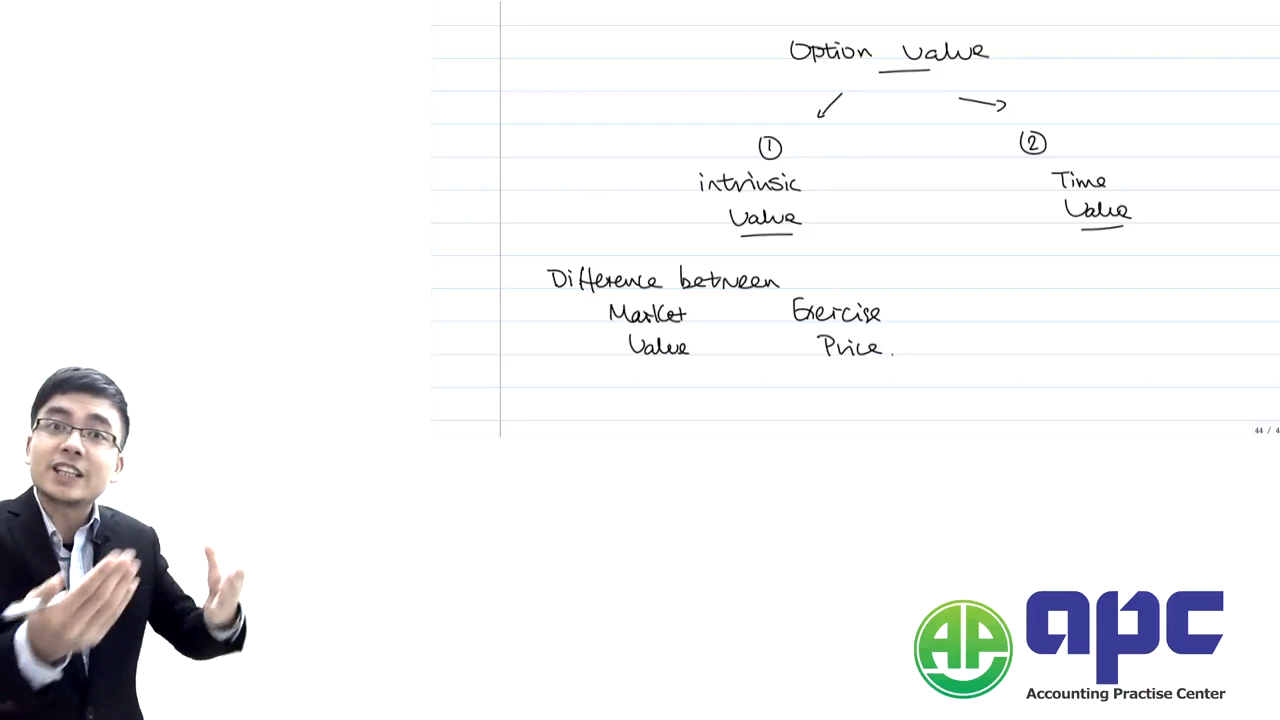 Option Value
①
②
intrinsic
Value
Time
Value
Difference between
Market
Exercise
Value
Price.
44 / 4
AP
apc
Accounting Practise Center